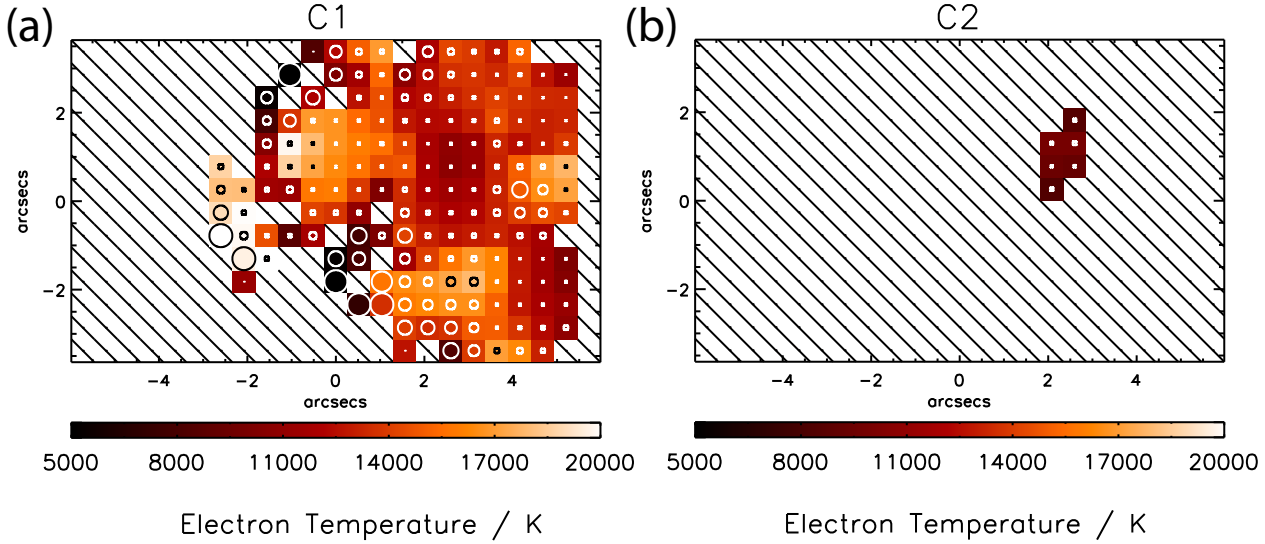 (a) C1 (b) C2
2 2
arcsecs 0 arcsecs 0
−2 −2
−4 −2 0 2 4 −4 −2 0 2 4
arcsecs arcsecs
5000 8000 11000 14000 17000 20000 5000 8000 11000 14000 17000 20000
Electron Temperature / K Electron Temperature / K